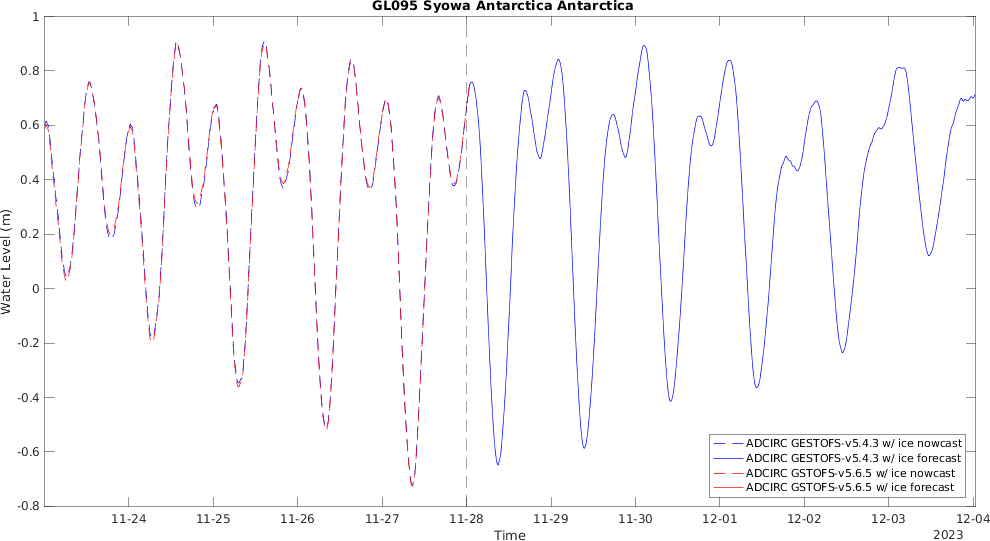 GL095 Syowa Antarctica Antarctica
1
0.8
0.6
0.4
0.2
0
-0.2
-0.4
-0.6
-0.8
Water Level (m)
ADCIRC GESTOFS-v5.4.3 w/ ice nowcast
ADCIRC GESTOFS-v5.4.3 w/ ice forecast
ADCIRC GSTOFS-v5.6.5 w/ ice nowcast
ADCIRC GSTOFS-v5.6.5 w/ ice forecast
11-24 11-25 11-26 11-27 11-28 11-29 11-30 12-01 12-02 12-03 12-04
Time
2023